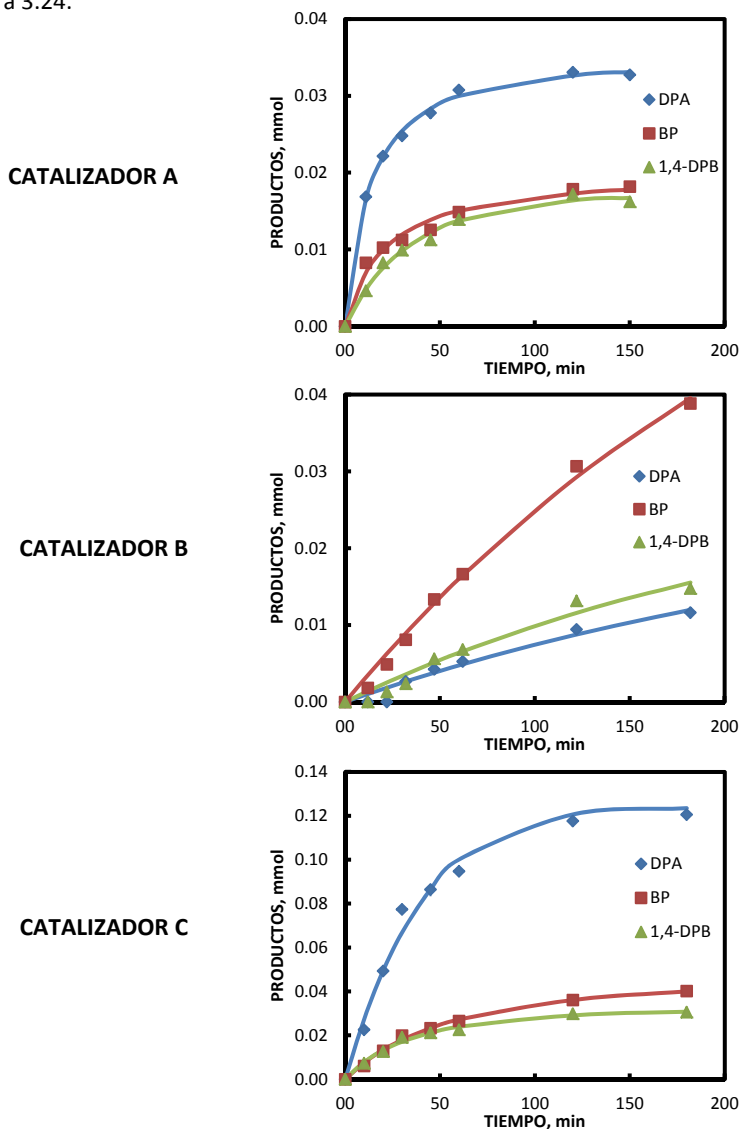 a 3.24.
CATALIZADOR A
PRODUCTOS, mmol
0.04
0.03
0.02
0.01
0.00
DPA
BP
1,4-DPB
00 50 100 150 200
TIEMPO, min
CATALIZADOR B
PRODUCTOS, mmol
0.04
0.03
0.02
0.01
0.00
DPA
BP
1,4-DPB
00 50 100 150 200
TIEMPO, min
CATALIZADOR C
PRODUCTOS, mmol
0.14
0.12
0.10
0.08
0.06
0.04
0.02
0.00
DPA
BP
1,4-DPB
00 50 100 150 200
TIEMPO, min